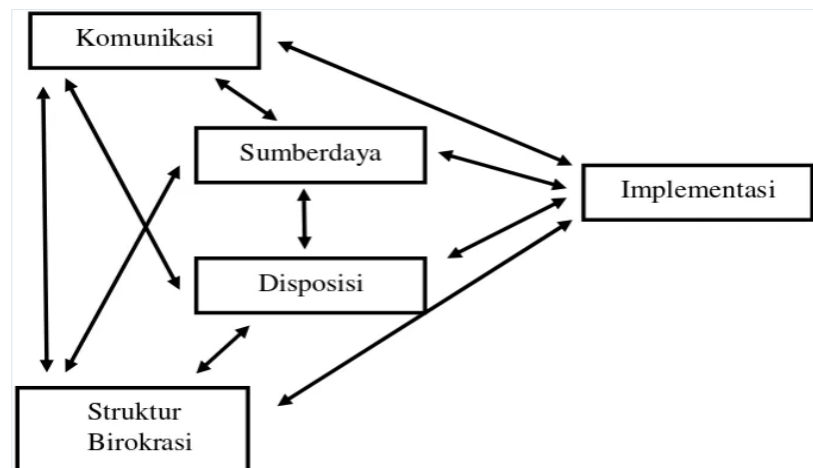 Komunikasi
Sumberdaya
Implementasi
Disposisi
Struktur
Birokrasi